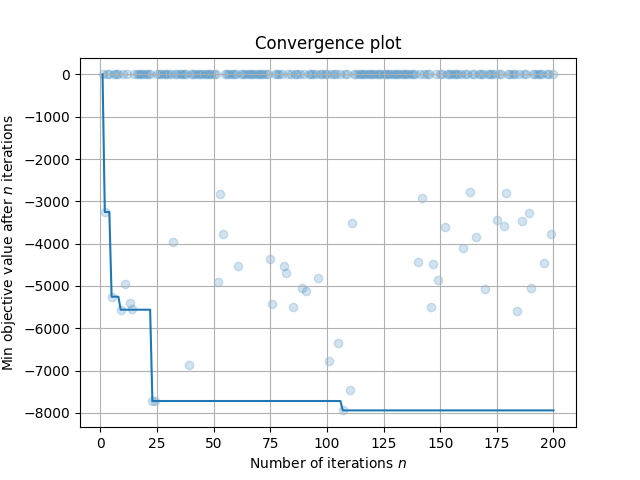 Convergence plot
Min objective value after n iterations
0
−1000
−2000
−3000
−4000
−5000
−6000
−7000
−8000
0 25 50 75 100 125 150 175 200
Number of iterations n